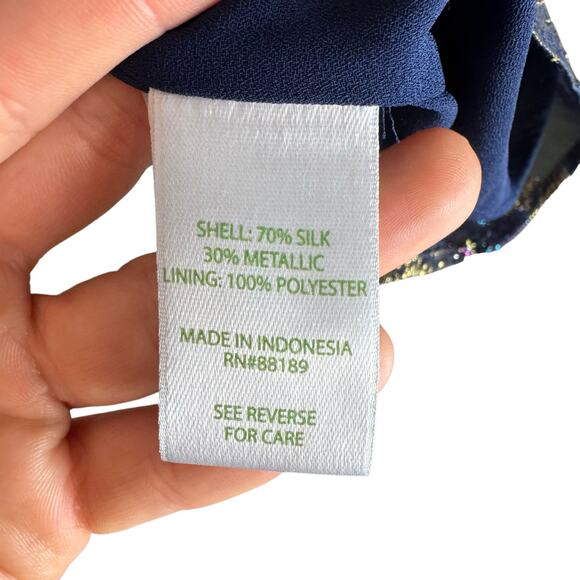 SHELL: 70% SILK
30% METALLIC
LINING: 100% POLYESTER
MADE IN INDONESIA
RN#88189
SEE REVERSE
FOR CARE